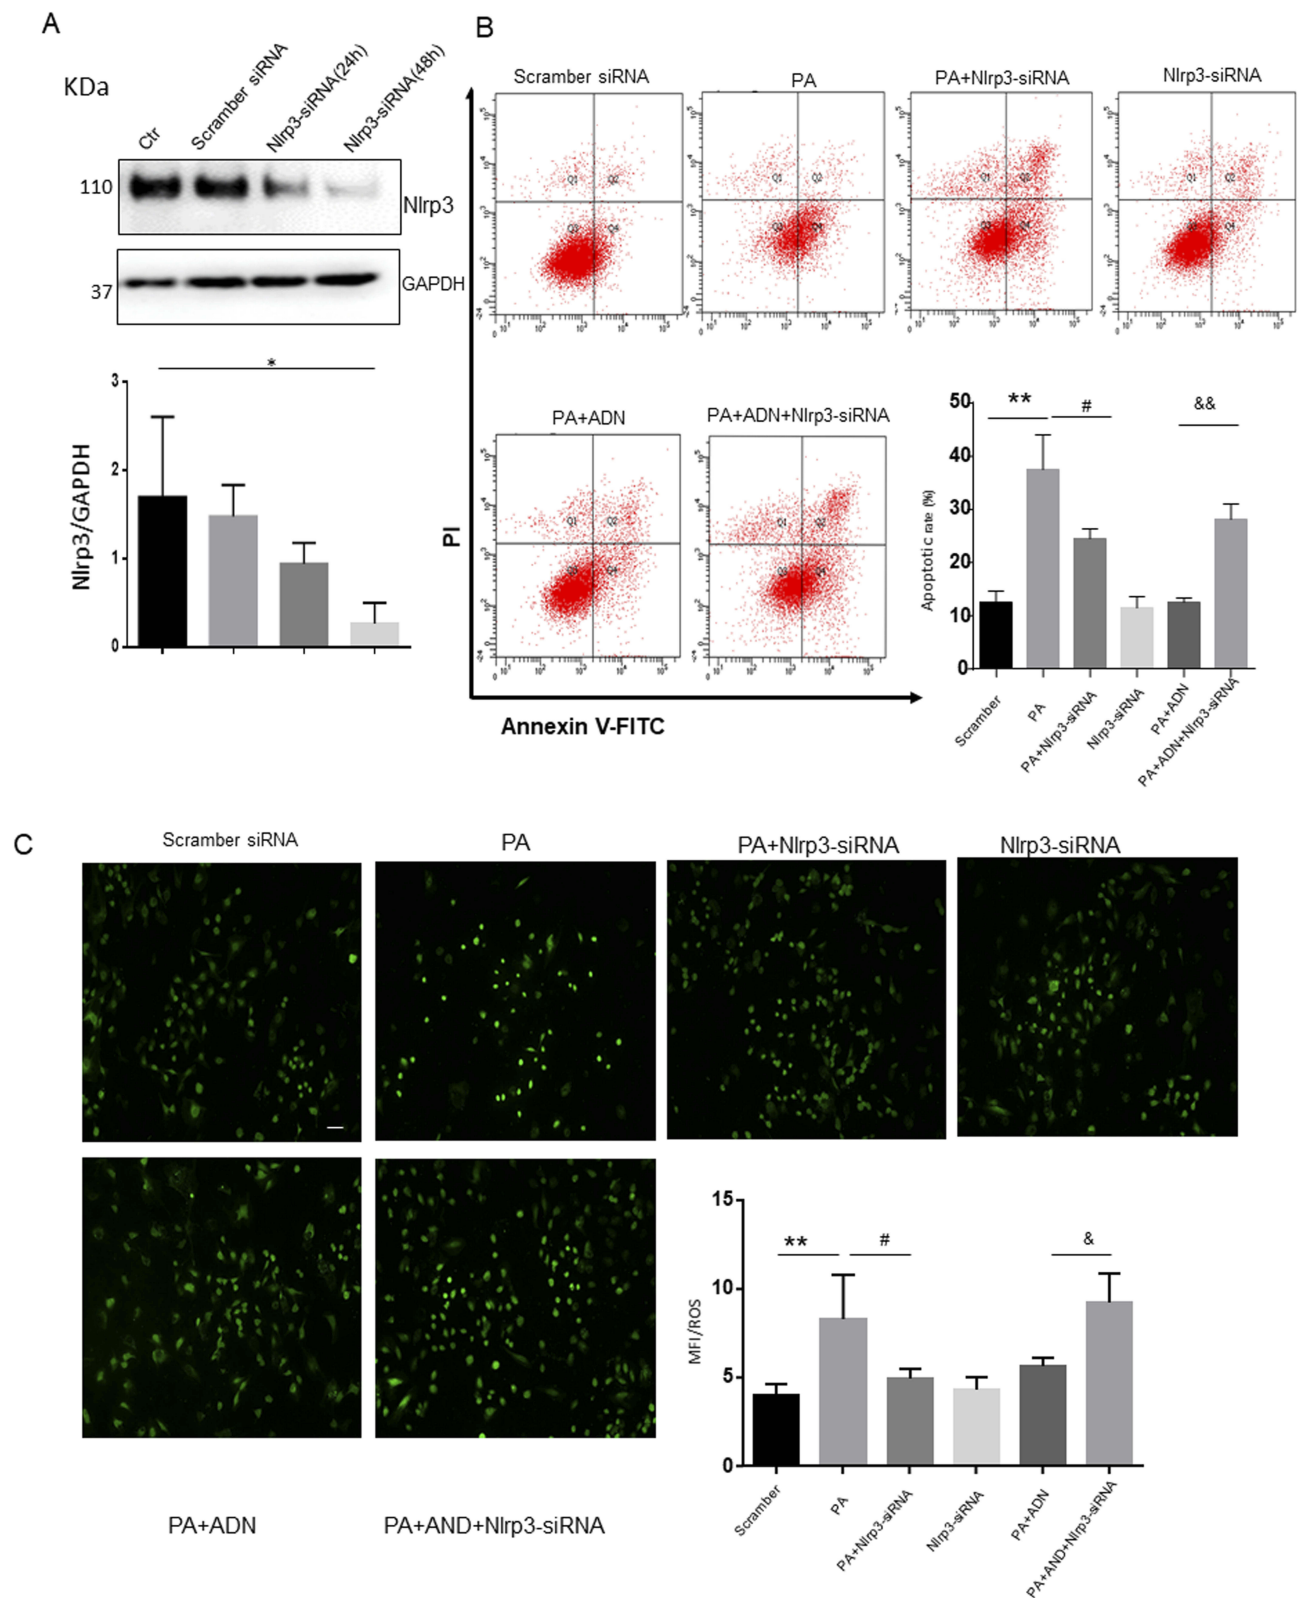 A
KDa
Ctr
Scramber siRNA
Nlrp3-siRNA(24h)
Nlrp3-siRNA(48h)
110
Nlrp3
37
GAPDH
*
3
2
1
0
Nlrp3/GAPDH
B
Scramber siRNA
PA
PA+Nlrp3-siRNA
Nlrp3-siRNA
Q1
Q2
Q4
PA+ADN
PA+ADN+Nlrp3-siRNA
PI
Annexin V-FITC
50
40
30
20
10
0
Apoptotic rate (%)
**
#
&&
Scramber
PA
PA+Nlrp3-siRNA
Nlrp3-siRNA
PA+ADN
PA+ADN+Nlrp3-siRNA
C
Scramber siRNA
PA
PA+Nlrp3-siRNA
Nlrp3-siRNA
PA+ADN
PA+AND+Nlrp3-siRNA
15
10
5
0
MFI/ROS
**
#
&
Scramber
PA
PA+Nlrp3-siRNA
Nlrp3-siRNA
PA+ADN
PA+AND+Nlrp3-siRNA